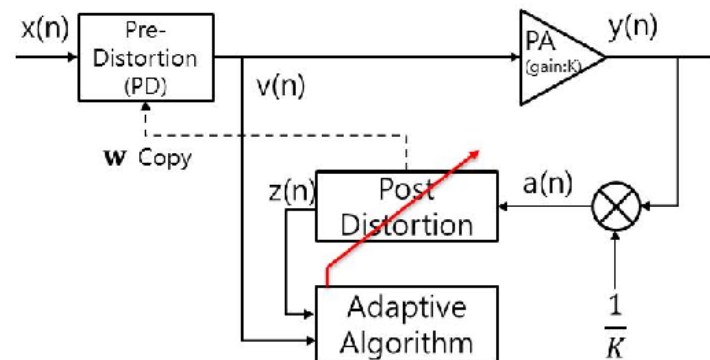 x(n)
Pre-
Distortion
(PD)
v(n)
PA
(gain:K)
y(n)
w Copy
z(n)
Post
Distortion
a(n)
Adaptive
Algorithm
1
K